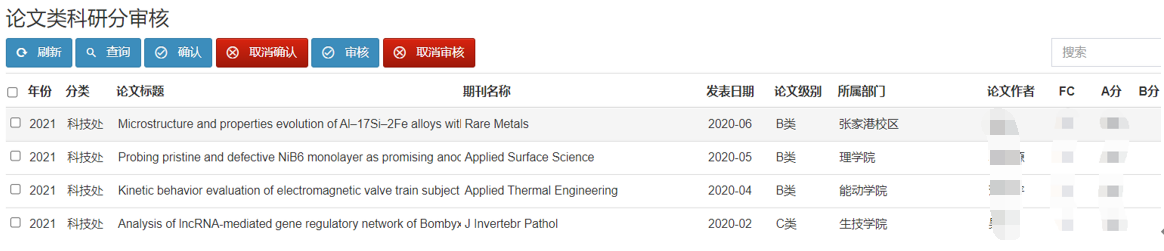 论文类科研分审核
刷新 查询 确认 取消确认 审核 取消审核 搜索
年份 分类 论文标题 期刊名称 发表日期 论文级别 所属部门 论文作者 FC A分 B分
2021 科技处 Microstructure and properties evolution of Al–17Si–2Fe alloys wit Rare Metals 2020-06 B类 张家港校区
2021 科技处 Probing pristine and defective NiB6 monolayer as promising anoc Applied Surface Science 2020-05 B类 理学院
2021 科技处 Kinetic behavior evaluation of electromagnetic valve train subject Applied Thermal Engineering 2020-04 B类 能动学院
2021 科技处 Analysis of lncRNA-mediated gene regulatory network of Bombyx J Invertebr Pathol 2020-02 C类 生技学院